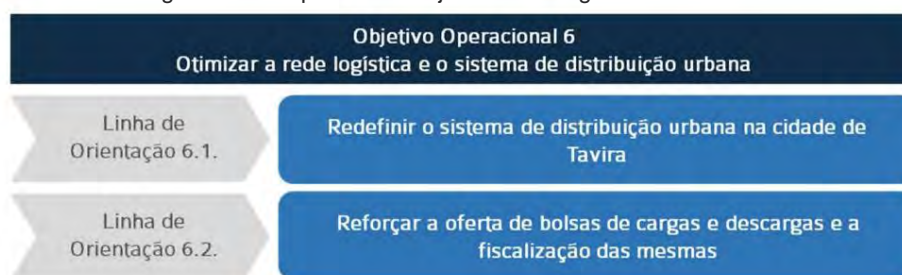 Objetivo Operacional 6
Otimizar a rede logística e o sistema de distribuição urbana
Linha de
Orientação 6.1.
Redefinir o sistema de distribuição urbana na cidade de
Tavira
Linha de
Orientação 6.2.
Reforçar a oferta de bolsas de cargas e descargas e a
fiscalização das mesmas